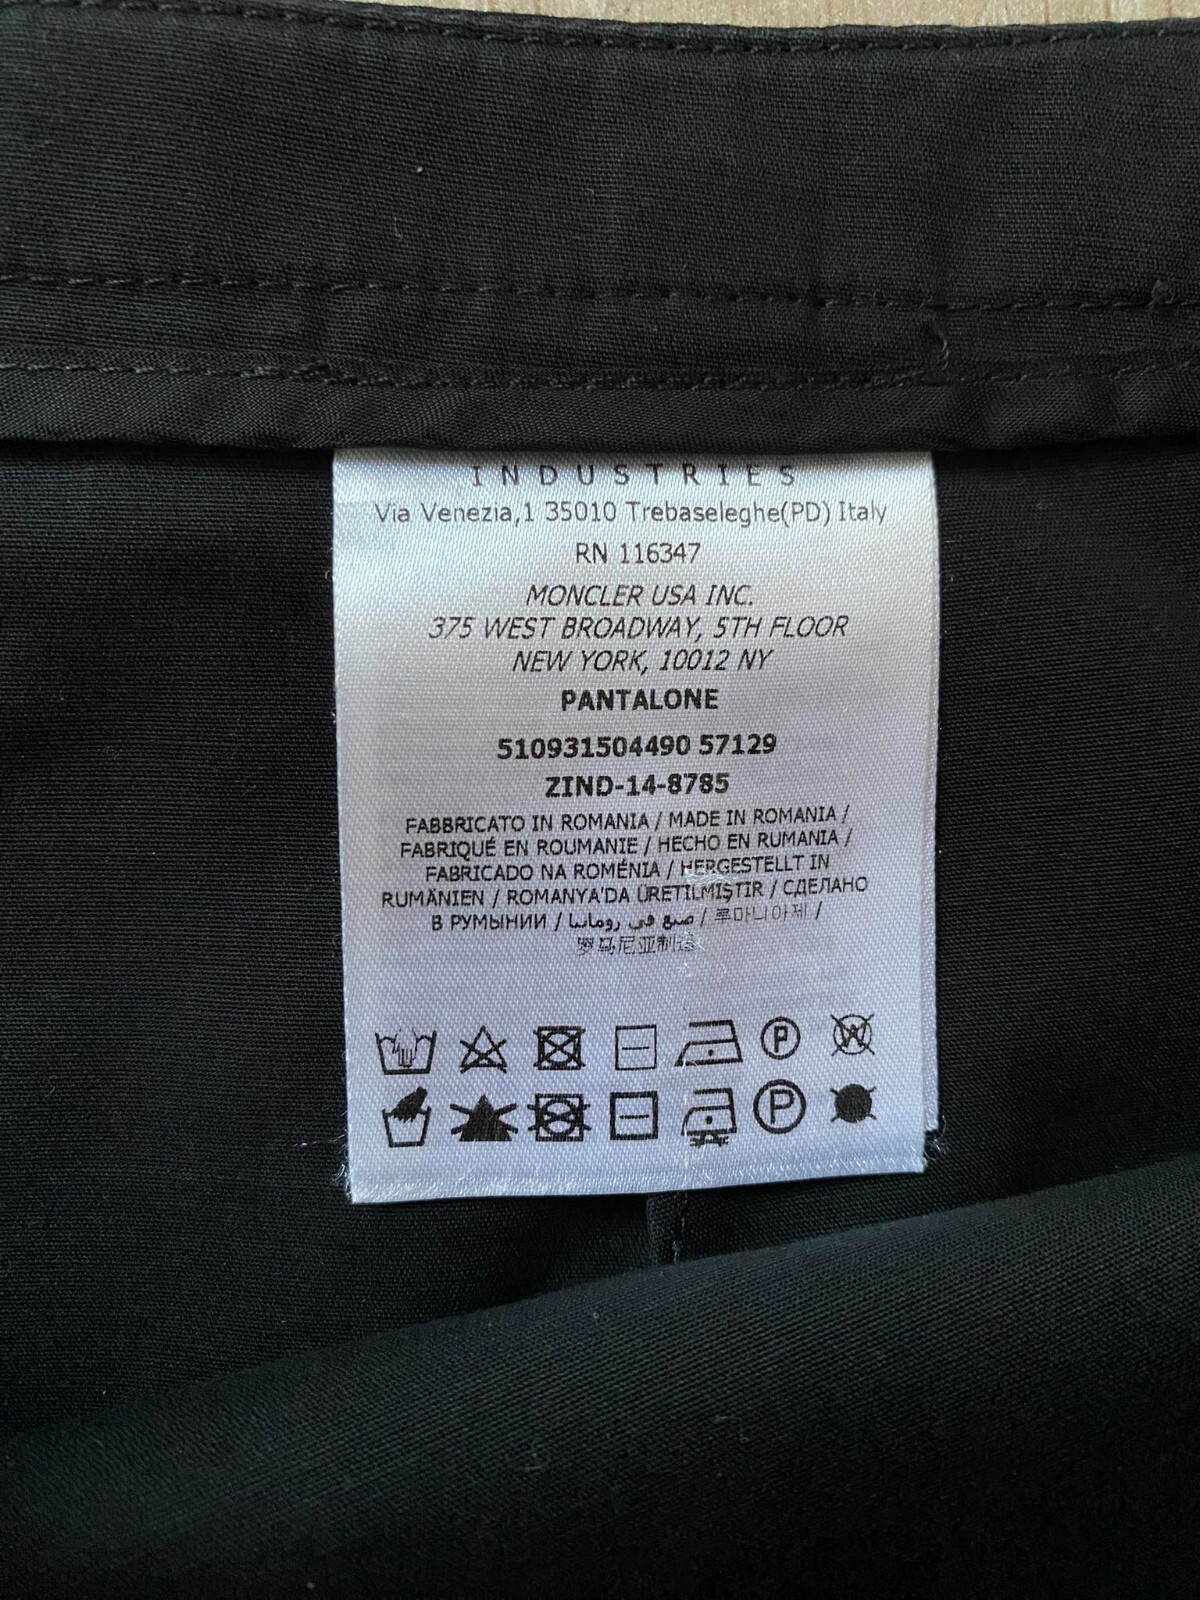 INDUSTRIES
Via Venezia,1 35010 Trebaseleghe(PD) Italy
RN 116347
MONCLER USA INC.
375 WEST BROADWAY, 5TH FLOOR
NEW YORK, 10012 NY
PANTALONE
510931504490 57129
ZIND-14-8785
FABBRICATO IN ROMANIA / MADE IN ROMANIA /
FABRIQUÉ EN ROUMANIE / HECHO EN RUMANIA /
FABRICADO NA ROMÉNIA / HERGESTELLT IN
RUMÄNIEN / ROMANYA'DA ÜRETILMIŞTIR / СДЕЛАНО
В РУМЫНИИ / صنع في رومانيا / 루마니아제 /
罗马尼亚制造
P W
P